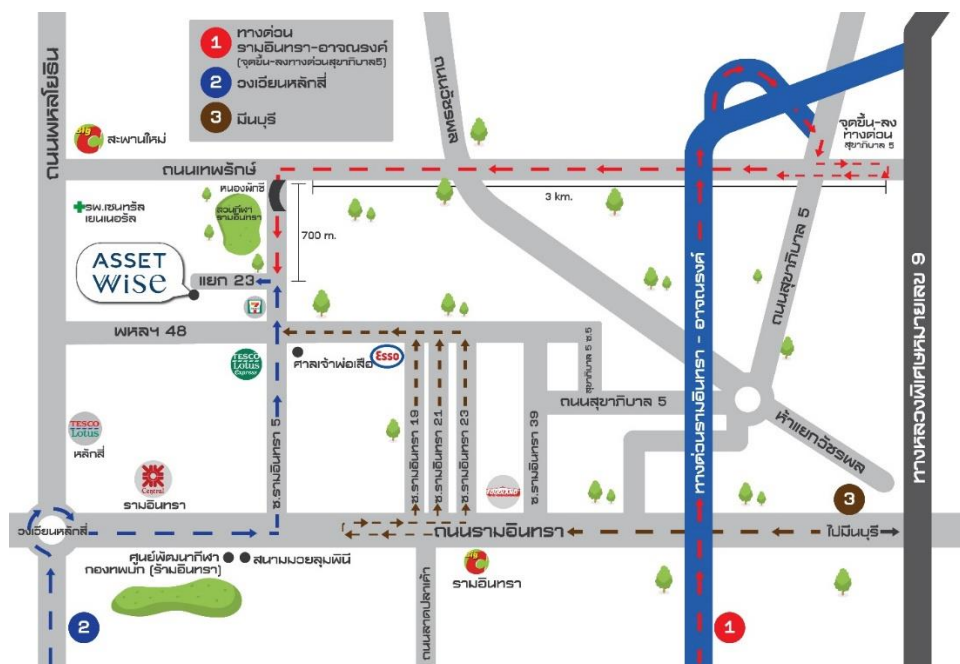 1 ทางด่วน
รามอินทรา-อาจณรงค์
(จุดขึ้น-ลงทางด่วนสุขาภิบาล5)
2 วงเวียนหลักสี่
3 มีนบุรี
ถนนพหลโยธิน
ถนนวัชรพล
Big C
สะพานใหม่
จุดขึ้น-ลง
ทางด่วน
สุขาภิบาล 5
ถนนเทพรักษ์
หนองผักชี
3 km.
รพ.เซนทรัล
เยนเนอรัล
สวนกีฬา
รามอินทรา
700 m.
ASSET
WISE
แยก 23
ถนนสุขาภิบาล 5
ทางหลวงพิเศษหมายเลข 9
ทางด่วนรามอินทรา - อาจณรงค์
7
พหลฯ 48
ศาลเจ้าพ่อเสือ
Esso
TESCO
Lotus
Express
สุขาภิบาล 5 ซ.5
ถนนสุขาภิบาล 5
ห้าแยกวัชรพล
TESCO
Lotus
หลักสี่
ซ.รามอินทรา 5
ซ.รามอินทรา 19
ซ.รามอินทรา 21
ซ.รามอินทรา 23
ซ.รามอินทรา 39
Central
รามอินทรา
3
วงเวียนหลักสี่
ถนนรามอินทรา
ไปมีนบุรี
ศูนย์พัฒนากีฬา
กองทพบก (ร้ามอินทรา)
สนามมวยลุมพินี
Big C
รามอินทรา
ถนนลาดปลาเค้า
2
1